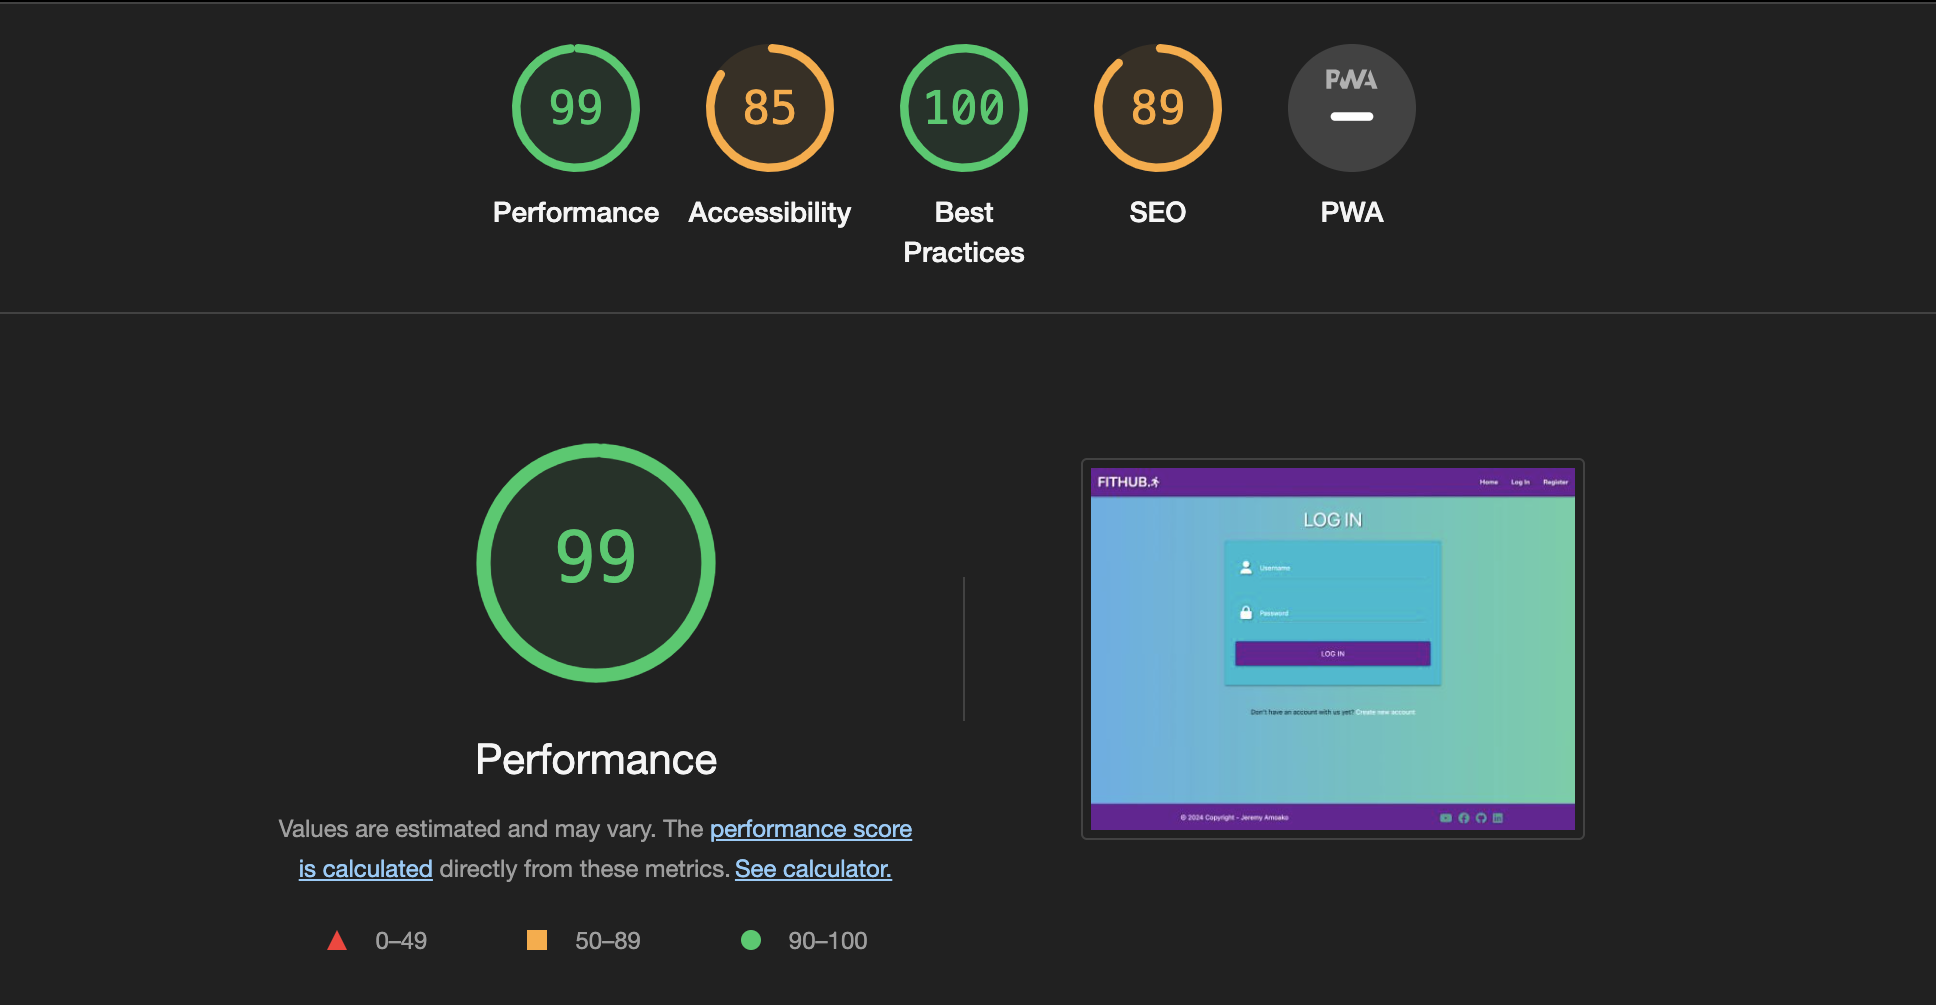 99
85
100
89
PWA
Performance
Accessibility
Best
Practices
SEO
PWA
99
Performance
Values are estimated and may vary. The performance score
is calculated directly from these metrics. See calculator.
0–49
50–89
90–100
FITHUB.
Home
Log In
Register
LOG IN
Username
Password
LOG IN
Don't have an account with us yet? Create new account
© 2024 Copyright - Jeremy Amsako